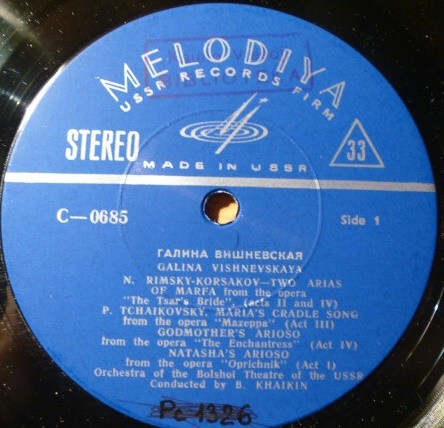 MELODIYA
USSR RECORDS FIRM
STEREO
33
MADE IN USSR
C—0685
Side 1
ГАЛИНА ВИШНЕВСКАЯ
GALINA VISHNEVSKAYA
N. RIMSKY-KORSAKOV—TWO ARIAS
OF MARFA from the opera
"The Tsar's Bride", (acts II and IV)
P. TCHAIKOVSKY, MARIA'S CRADLE SONG
from the opera "Mazeppa" (Act III)
GODMOTHER'S ARIOSO
from the opera "The Enchantress" (Act IV)
NATASHA'S ARIOSO
from the opera "Oprichnik" (Act I)
Orchestra of the Bolshoi Theatre of the USSR
Conducted by B. KHAIKIN
Рс 1326